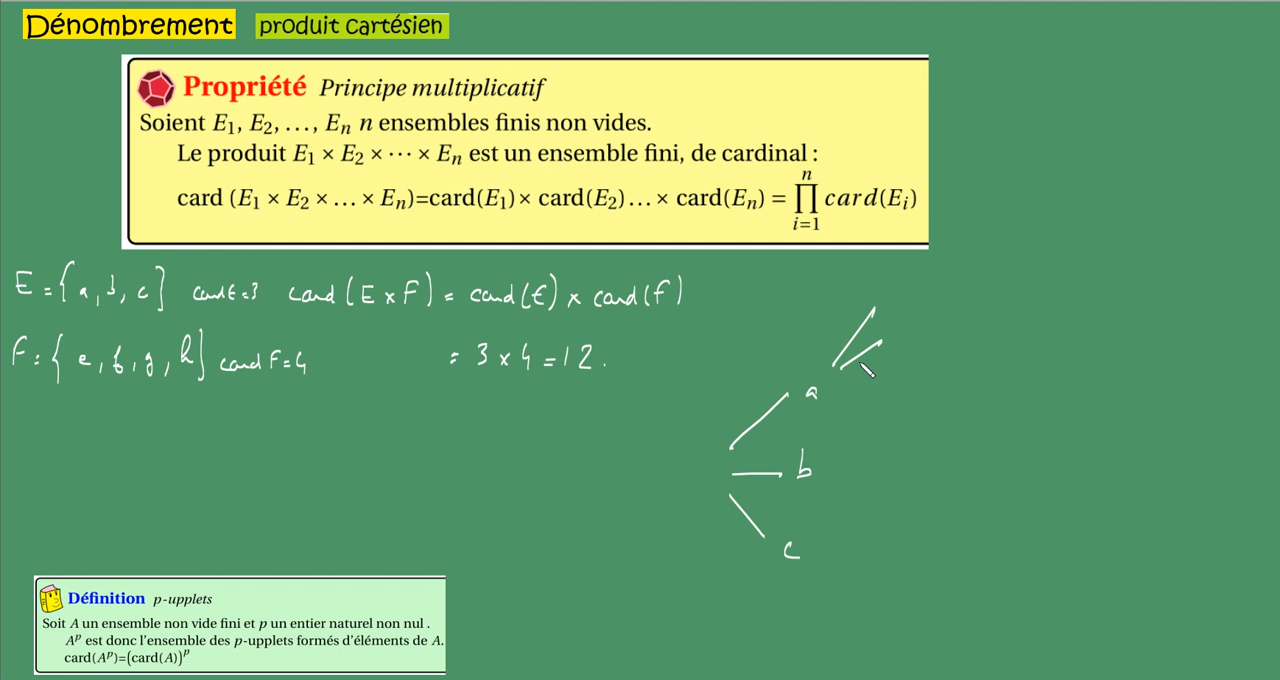 Dénombrement produit cartésien
Propriété Principe multiplicatif
Soient E₁, E₂, ..., Eₙ n ensembles finis non vides.
Le produit E₁ × E₂ × ··· × Eₙ est un ensemble fini, de cardinal :
card (E₁ × E₂ × ... × Eₙ)=card(E₁)× card(E₂)... × card(Eₙ) = ∏ⁿᵢ₌₁ card(Eᵢ)
E = {a, b, c} card E = 3 card (E × F) = card(E) × card(F)
F = {e, f, g, h} card F = 4 = 3 × 4 = 12.
a
b
c
Définition p-upplets
Soit A un ensemble non vide fini et p un entier naturel non nul .
Aᵖ est donc l'ensemble des p-upplets formés d'éléments de A.
card(Aᵖ)=(card(A))ᵖ